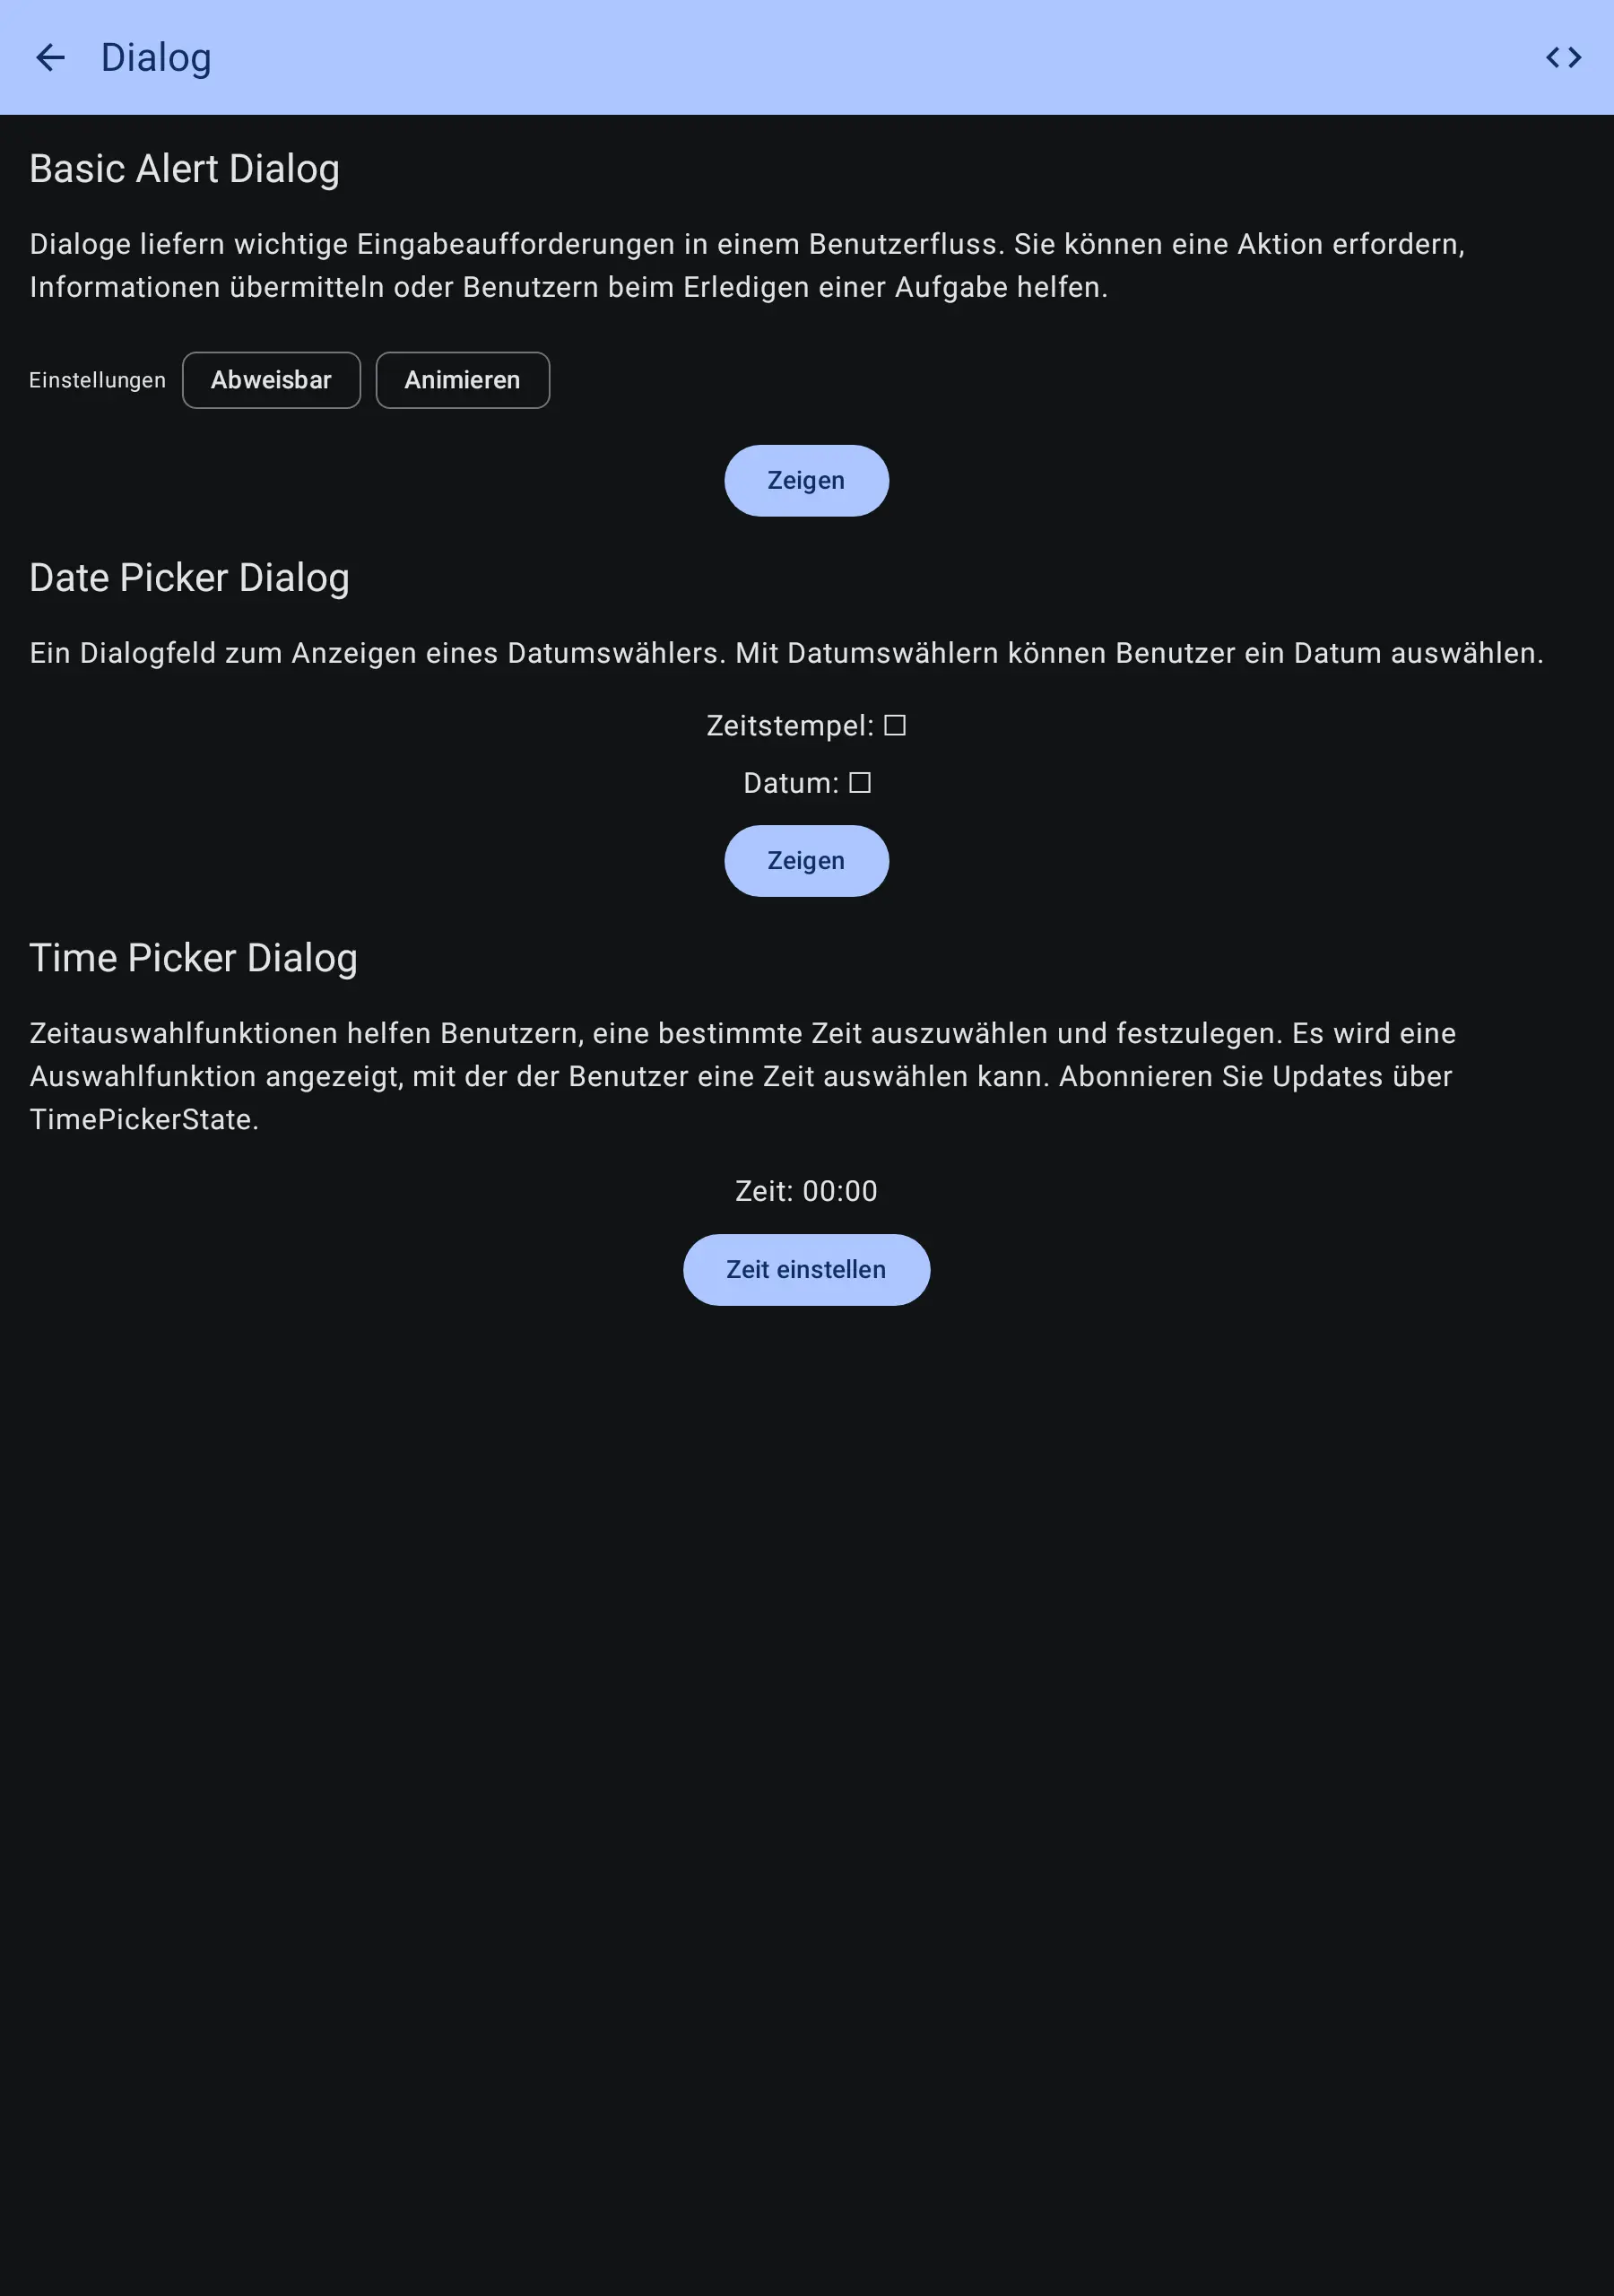 Dialog
Basic Alert Dialog
Dialoge liefern wichtige Eingabeaufforderungen in einem Benutzerfluss. Sie können eine Aktion erfordern,
Informationen übermitteln oder Benutzern beim Erledigen einer Aufgabe helfen.
Einstellungen Abweisbar Animieren
Zeigen
Date Picker Dialog
Ein Dialogfeld zum Anzeigen eines Datumswählers. Mit Datumswählern können Benutzer ein Datum auswählen.
Zeitstempel: ☐
Datum: ☐
Zeigen
Time Picker Dialog
Zeitauswahlfunktionen helfen Benutzern, eine bestimmte Zeit auszuwählen und festzulegen. Es wird eine
Auswahlfunktion angezeigt, mit der der Benutzer eine Zeit auswählen kann. Abonnieren Sie Updates über
TimePickerState.
Zeit: 00:00
Zeit einstellen